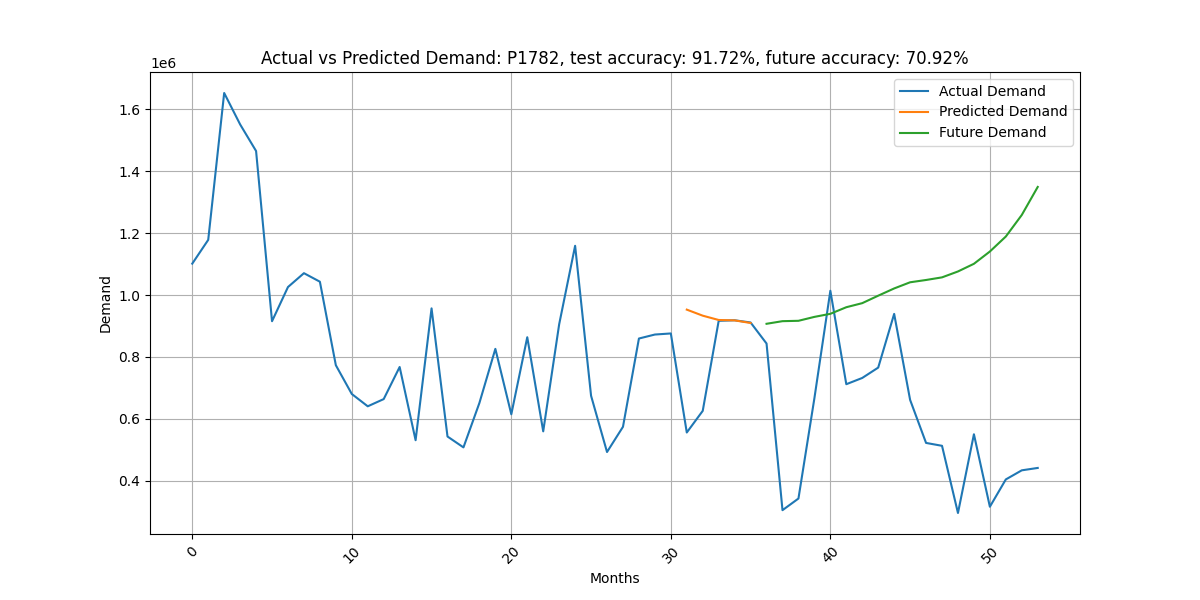 Actual vs Predicted Demand: P1782, test accuracy: 91.72%, future accuracy: 70.92%
1e6
Actual Demand
Predicted Demand
Future Demand
1.6
1.4
1.2
1.0
0.8
0.6
0.4
Demand
0 10 20 30 40 50
Months